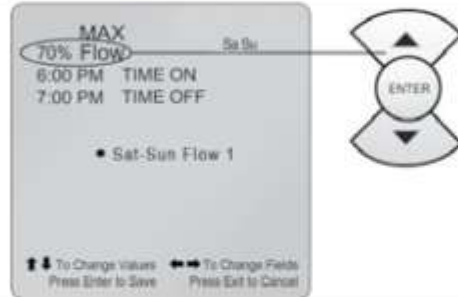 MAX
70% Flow Sa Su
6:00 PM TIME ON
7:00 PM TIME OFF
• Sat-Sun Flow 1
⬆⬇ To Change Values ⬅➡ To Change Fields
Press Enter to Save Press Exit to Cancel
ENTER